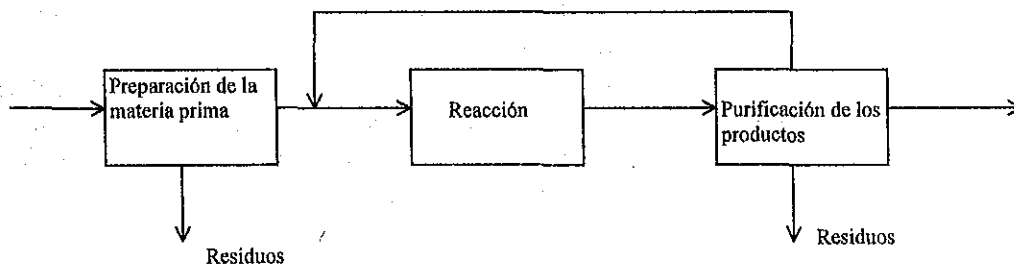 Preparación de la
materia prima
Reacción
Purificación de los
productos
Residuos
Residuos